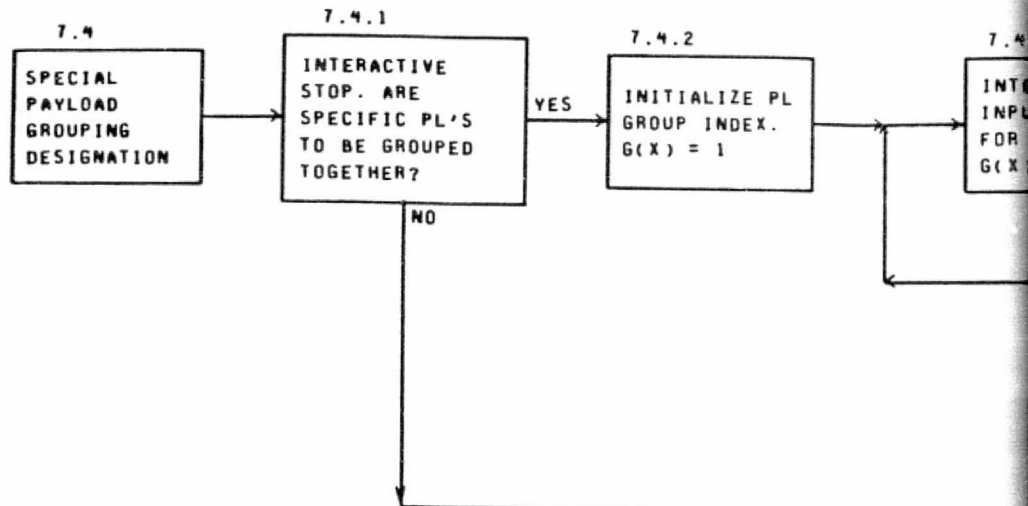 7.4
SPECIAL
PAYLOAD
GROUPING
DESIGNATION
7.4.1
INTERACTIVE
STOP. ARE
SPECIFIC PL'S
TO BE GROUPED
TOGETHER?
YES
NO
7.4.2
INITIALIZE PL
GROUP INDEX.
G(X) = 1
FOR